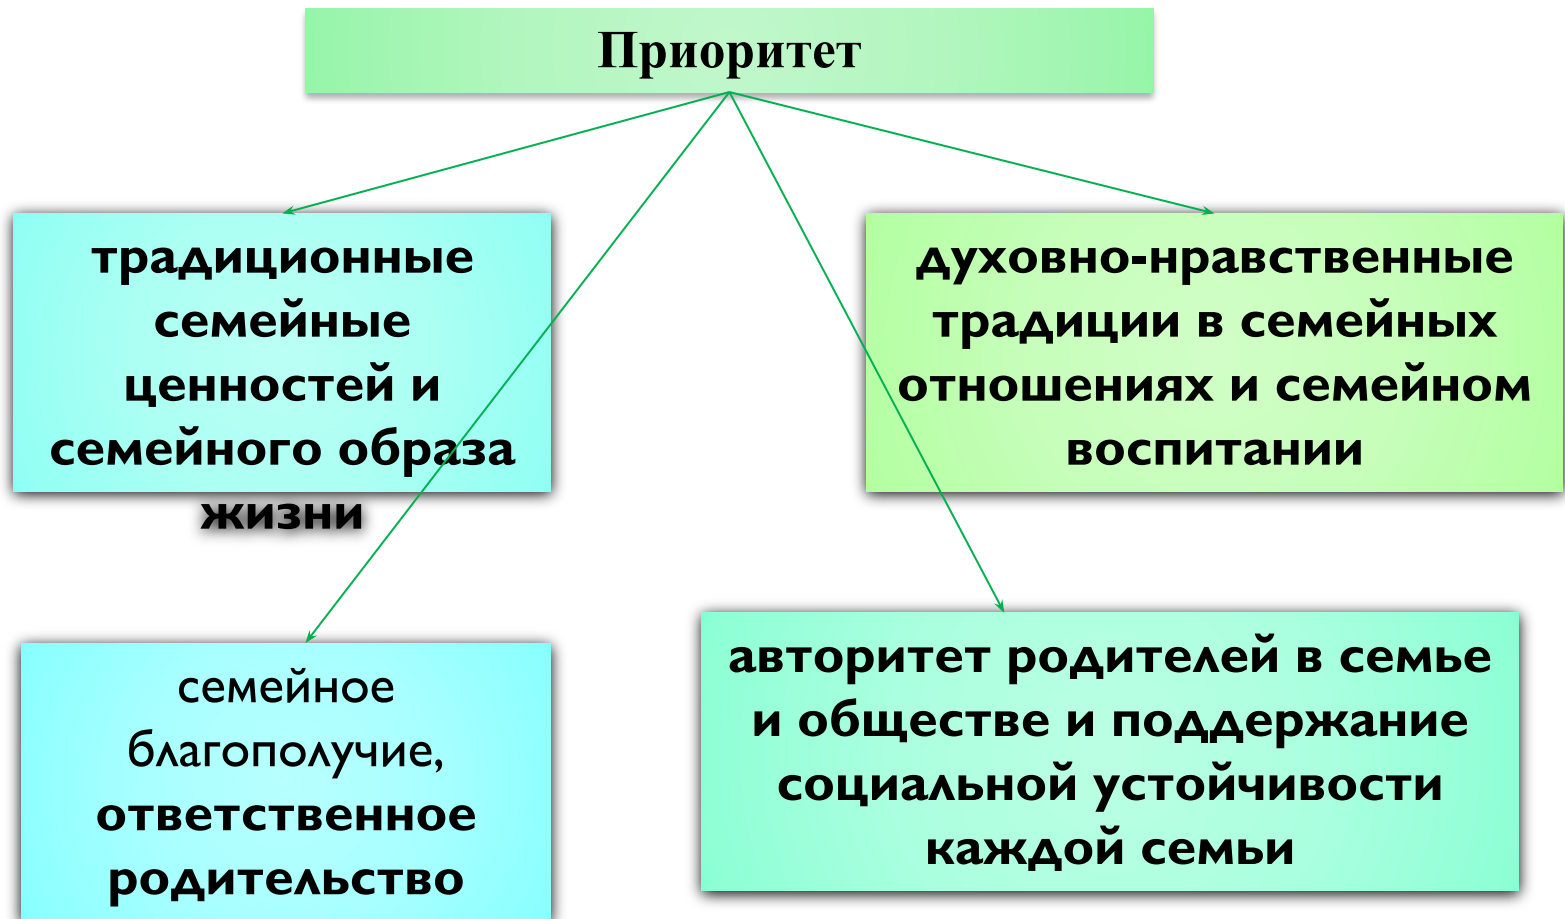 Приоритет
традиционные
семейные
ценностей и
семейного образа
жизни
духовно-нравственные
традиции в семейных
отношениях и семейном
воспитании
семейное
благополучие,
ответственное
родительство
авторитет родителей в семье
и обществе и поддержание
социальной устойчивости
каждой семьи